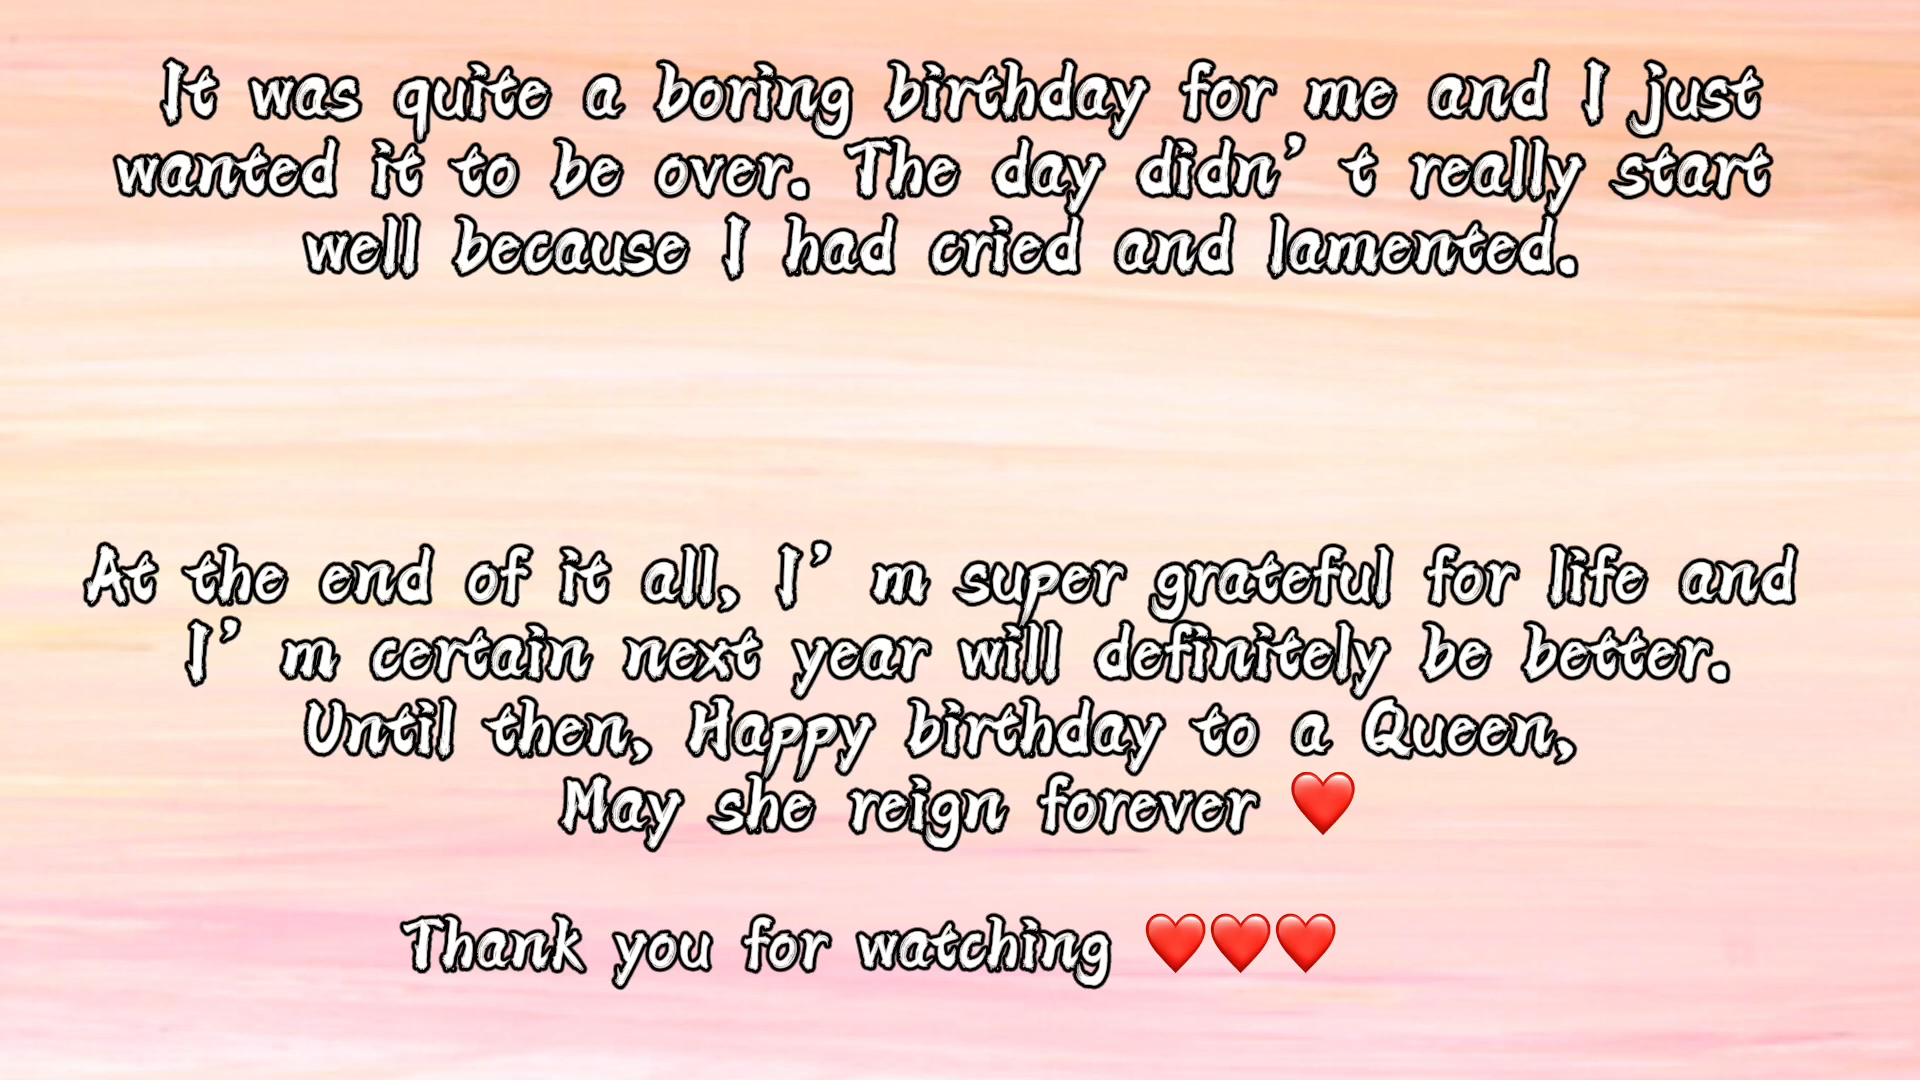 It was quite a boring birthday for me and I just
wanted it to be over. The day didn’t really start
well because I had cried and lamented.
At the end of it all, I’m super grateful for life and
I’m certain next year will definitely be better.
Until then, Happy birthday to a Queen,
May she reign forever ❤️
Thank you for watching ❤️❤️❤️